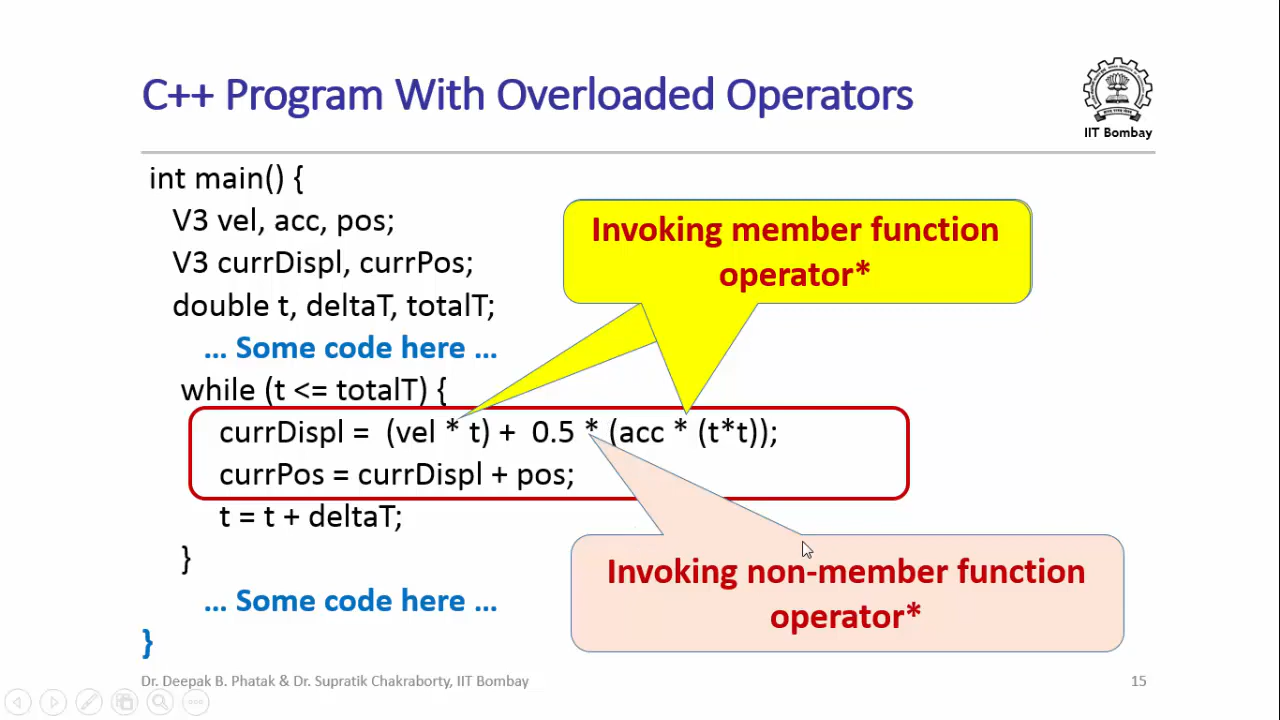 C++ Program With Overloaded Operators
IIT Bombay
int main() {
V3 vel, acc, pos;
V3 currDispl, currPos;
double t, deltaT, totalT;
... Some code here ...
while (t <= totalT) {
currDispl = (vel * t) + 0.5 * (acc * (t*t));
currPos = currDispl + pos;
t = t + deltaT;
}
... Some code here ...
}
Invoking member function
operator*
Invoking non-member function
operator*
Dr. Deepak B. Phatak & Dr. Supratik Chakraborty, IIT Bombay
15